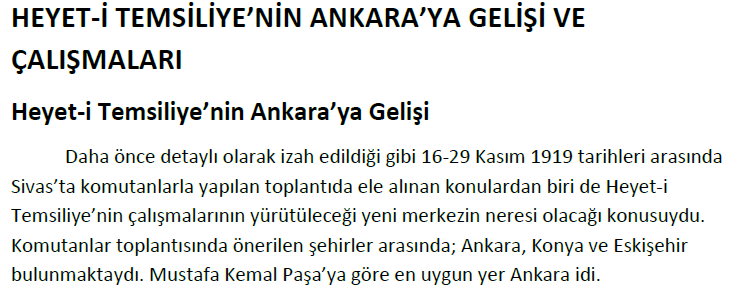 HEYET-İ TEMSİLİYE’NİN ANKARA’YA GELİŞİ VE
ÇALIŞMALARI
Heyet-i Temsiliye’nin Ankara’ya Gelişi
Daha önce detaylı olarak izah edildiği gibi 16-29 Kasım 1919 tarihleri arasında
Sivas’ta komutanlarla yapılan toplantıda ele alınan konulardan biri de Heyet-i
Temsiliye’nin çalışmalarının yürütüleceği yeni merkezin neresi olacağı konusuydu.
Komutanlar toplantısında önerilen şehirler arasında; Ankara, Konya ve Eskişehir
bulunmaktaydı. Mustafa Kemal Paşa’ya göre en uygun yer Ankara idi.